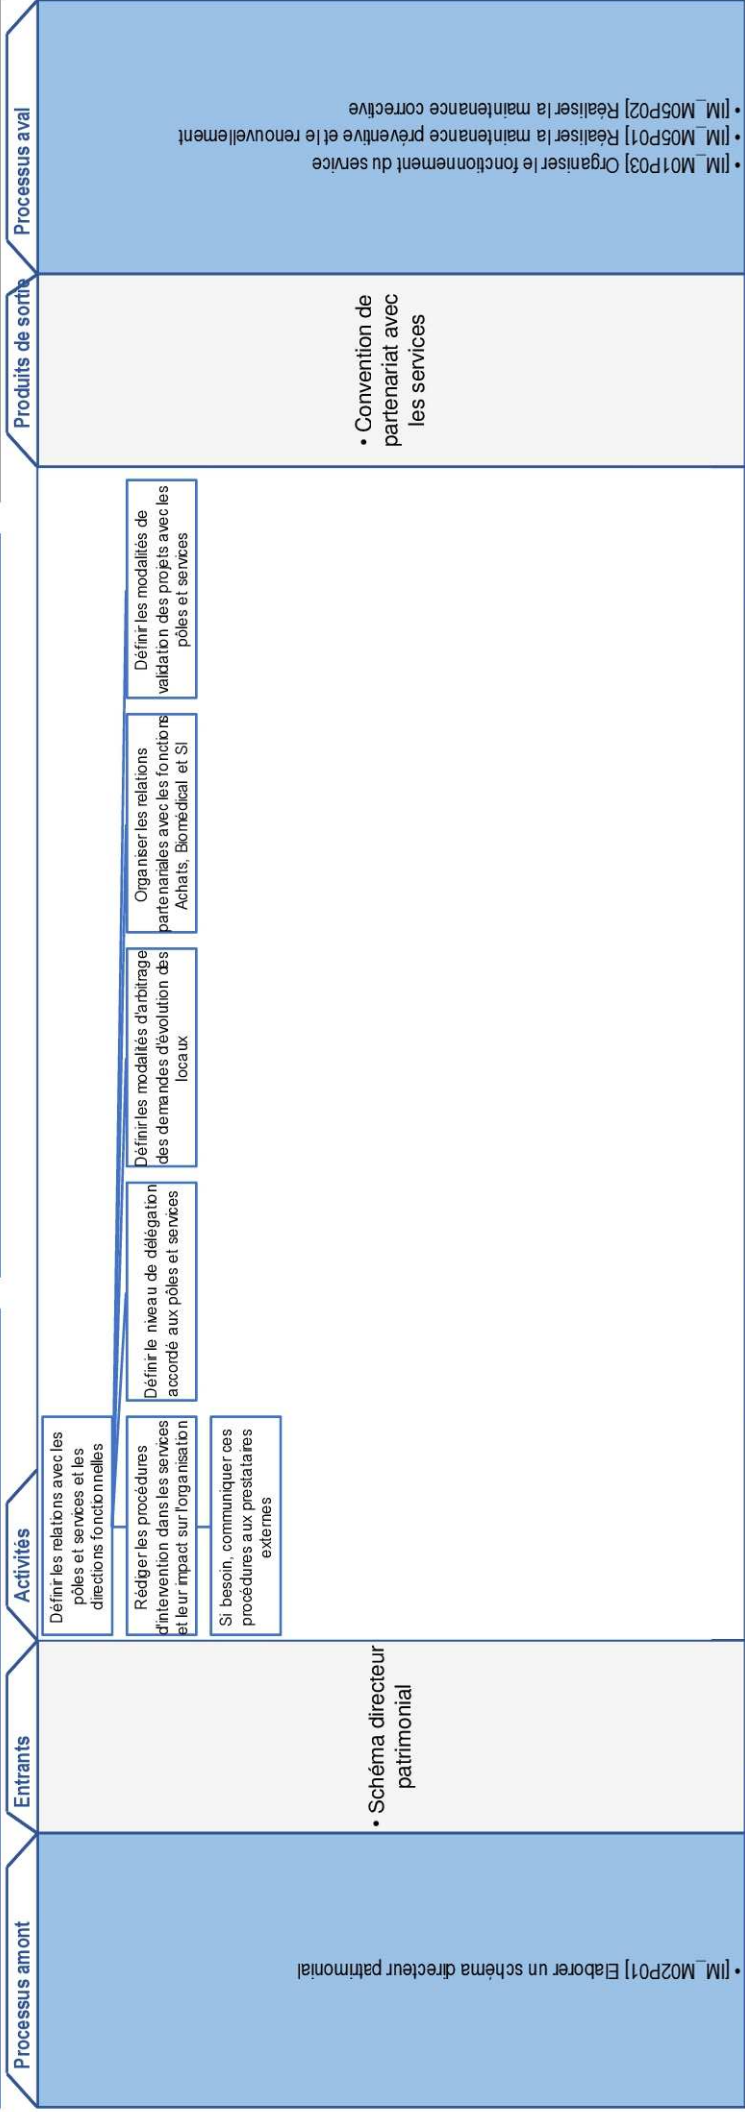 Processus amont
• [IM_M02P01] Elaborer un schéma directeur patrimonial
Entrants
• Schéma directeur
patrimonial
Activités
Définir les relations avec les
pôles et services et les
directions fonctionnelles
Rédiger les procédures
d'intervention dans les services
et leur impact sur l'organisation
Si besoin, communiquer ces
procédures aux prestataires
externes
Définir le niveau de délégation
accordé aux pôles et services
Définir les modalités d'arbitrage
des demandes d'évolution des
locaux
Organiser les relations
partenariales avec les fonctions
Achats, Biomédical et SI
Définir les modalités de
validation des projets avec les
pôles et services
Produits de sortie
• Convention de
partenariat avec
les services
Processus aval
• [IM_M01P03] Organiser le fonctionnement du service
• [IM_M05P01] Réaliser la maintenance préventive et le renouvellement
• [IM_M05P02] Réaliser la maintenance corrective